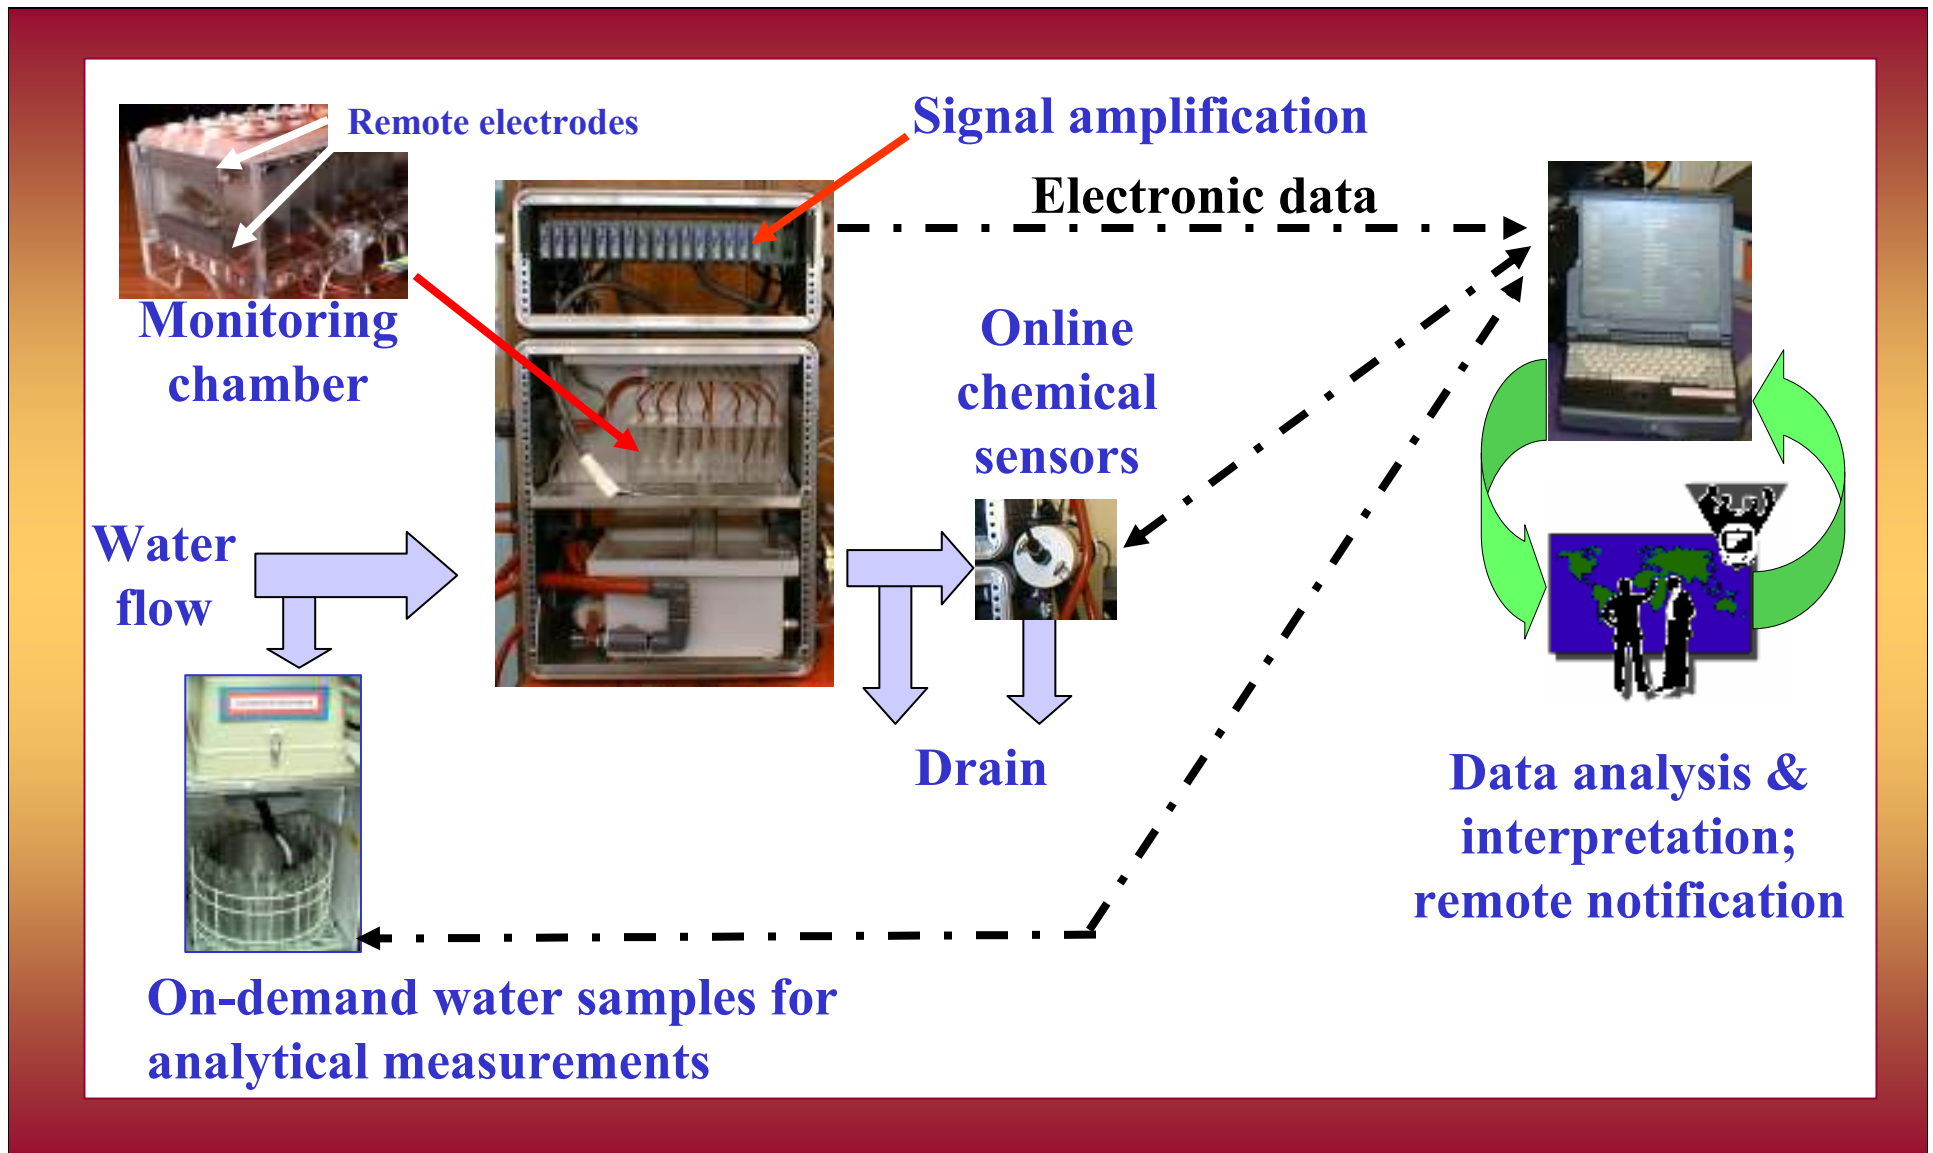 Remote electrodes
Signal amplification
Electronic data
Monitoring
chamber
Online
chemical
sensors
Water
flow
Drain
Data analysis &
interpretation;
remote notification
On-demand water samples for
analytical measurements